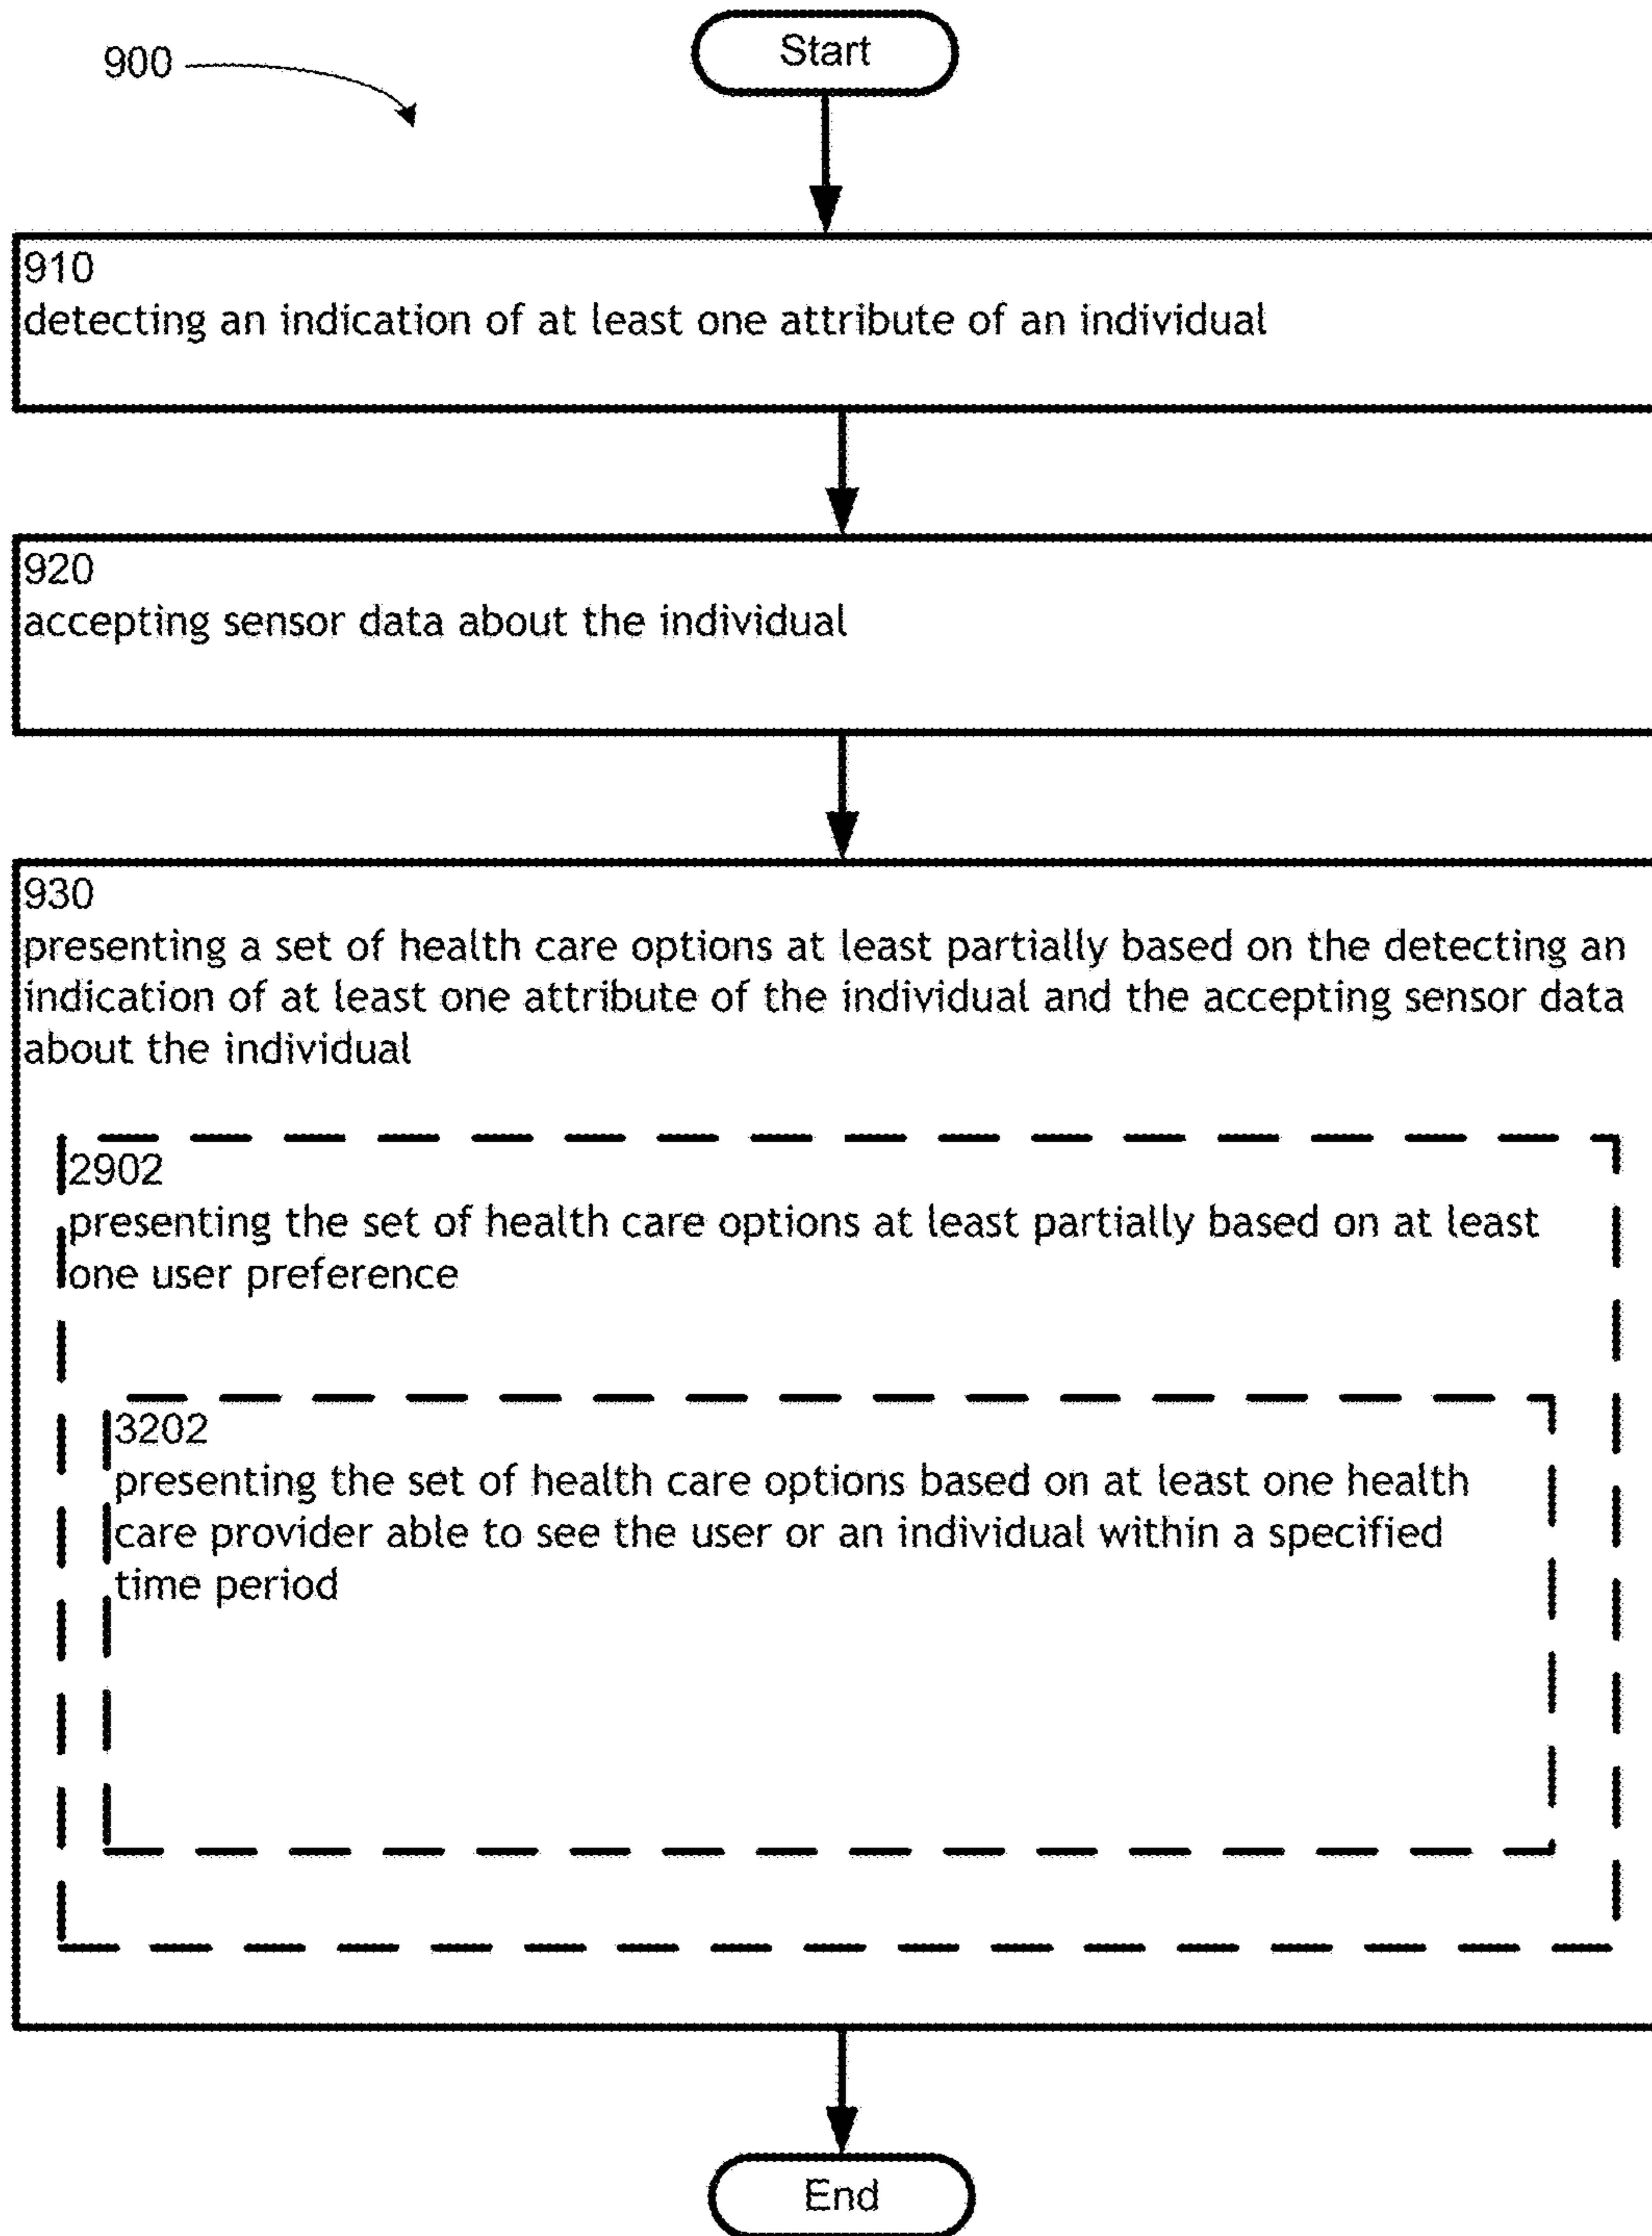 900
Start
910
detecting an indication of at least one attribute of an individual
920
accepting sensor data about the individual
930
presenting a set of health care options at least partially based on the detecting an
indication of at least one attribute of the individual and the accepting sensor data
about the individual
2902
presenting the set of health care options at least partially based on at least
one user preference
3202
presenting the set of health care options based on at least one health
care provider able to see the user or an individual within a specified
time period
End